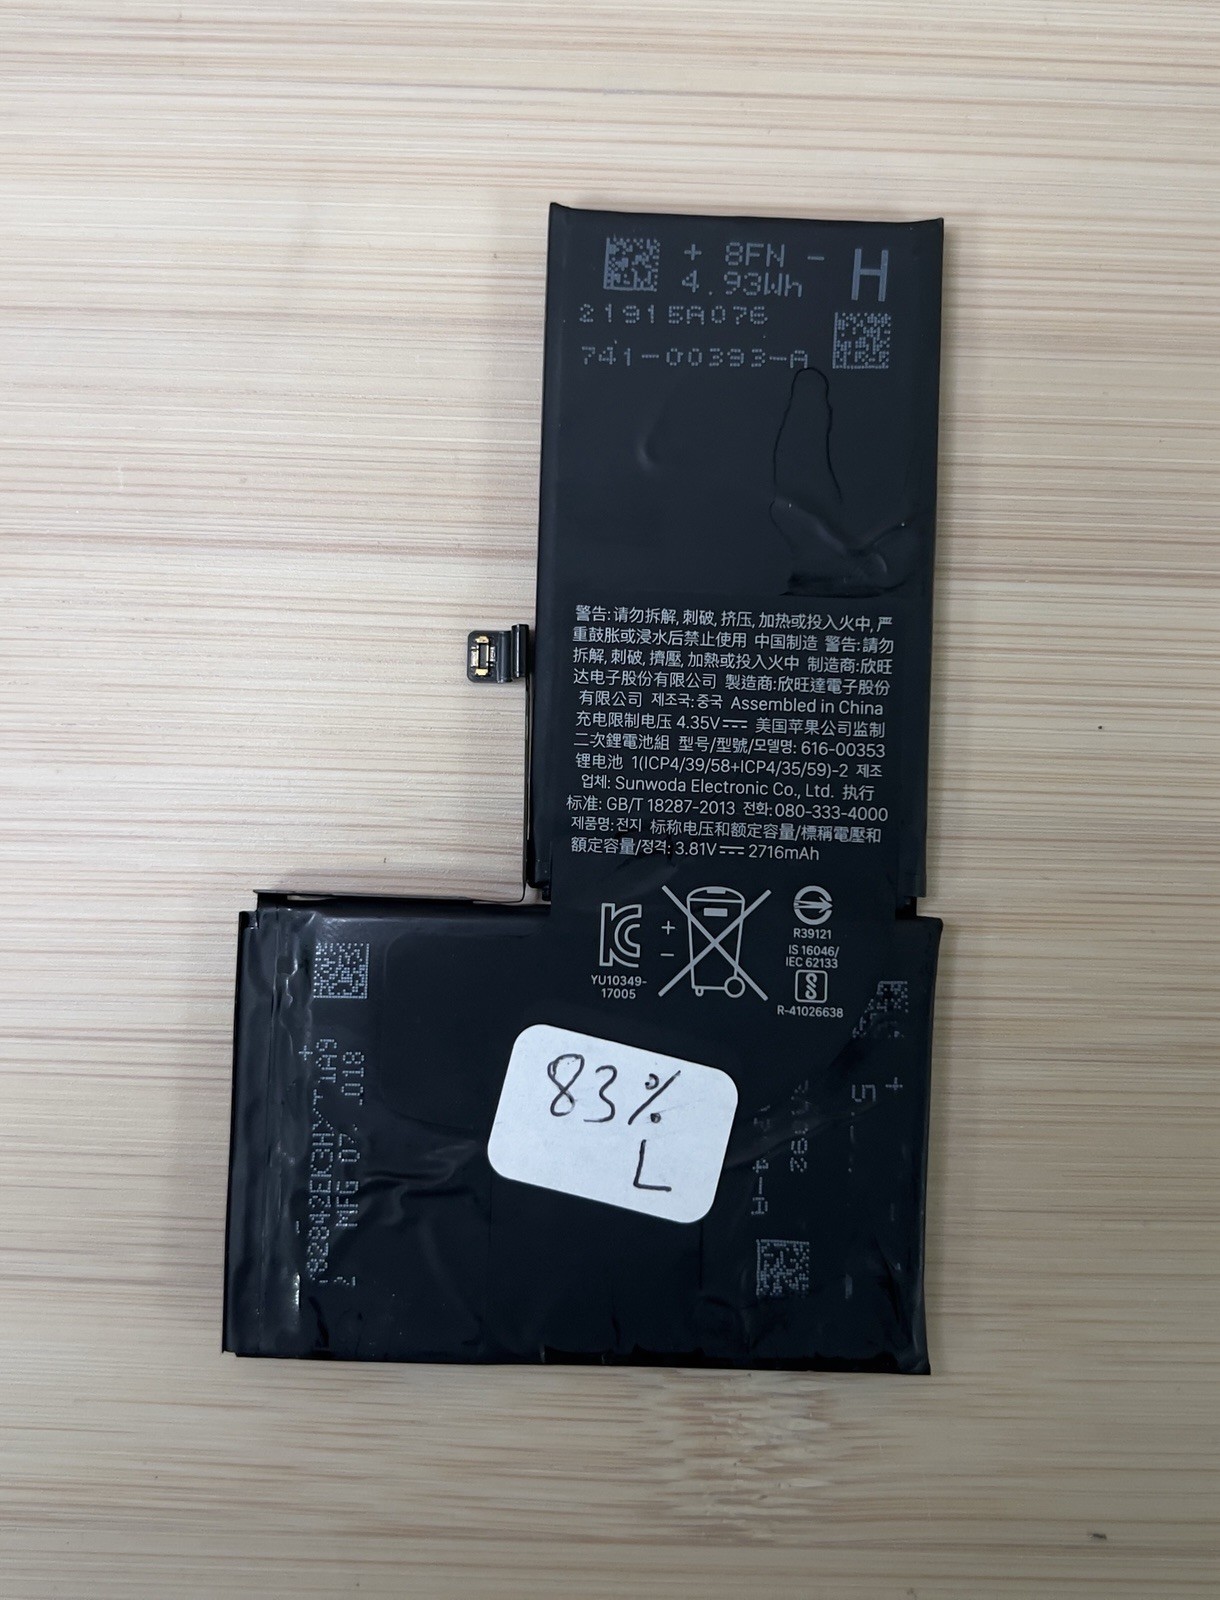 + 8FN -
4.93Wh
H
21915A076
741-00393-A
警告:请勿拆解, 刺破, 挤压, 加热或投入火中, 严
重鼓胀或浸水后禁止使用 中国制造 警告:請勿
拆解, 刺破, 擠壓, 加熱或投入火中 制造商:欣旺
达电子股份有限公司 製造商:欣旺達電子股份
有限公司 제조국:중국 Assembled in China
充电限制电压 4.35V⎓ 美国苹果公司监制
二次鋰電池組 型号/型號/모델명: 616-00353
锂电池 1(ICP4/39/58+ICP4/35/59)-2 제조
업체: Sunwoda Electronic Co., Ltd. 执行
标准: GB/T 18287-2013 전화: 080-333-4000
제품명: 전지 标称电压和额定容量/標稱電壓和
額定容量/정격: 3.81V⎓ 2716mAh
+
-
R39121
YU10349-
17005
IS 16046/
IEC 62133
R-41026638
83%
L
MFG 07.